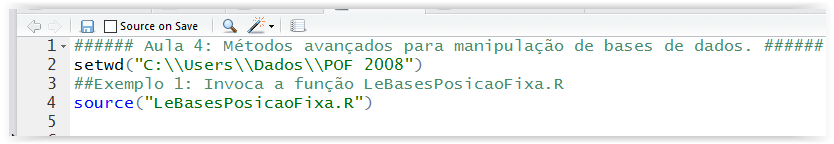 Source on Save
1 ###### Aula 4: Métodos avançados para manipulação de bases de dados. ######
2 setwd("C:\\Users\\Dados\\POF 2008")
3 ##Exemplo 1: Invoca a função LeBasesPosicaoFixa.R
4 source("LeBasesPosicaoFixa.R")
5